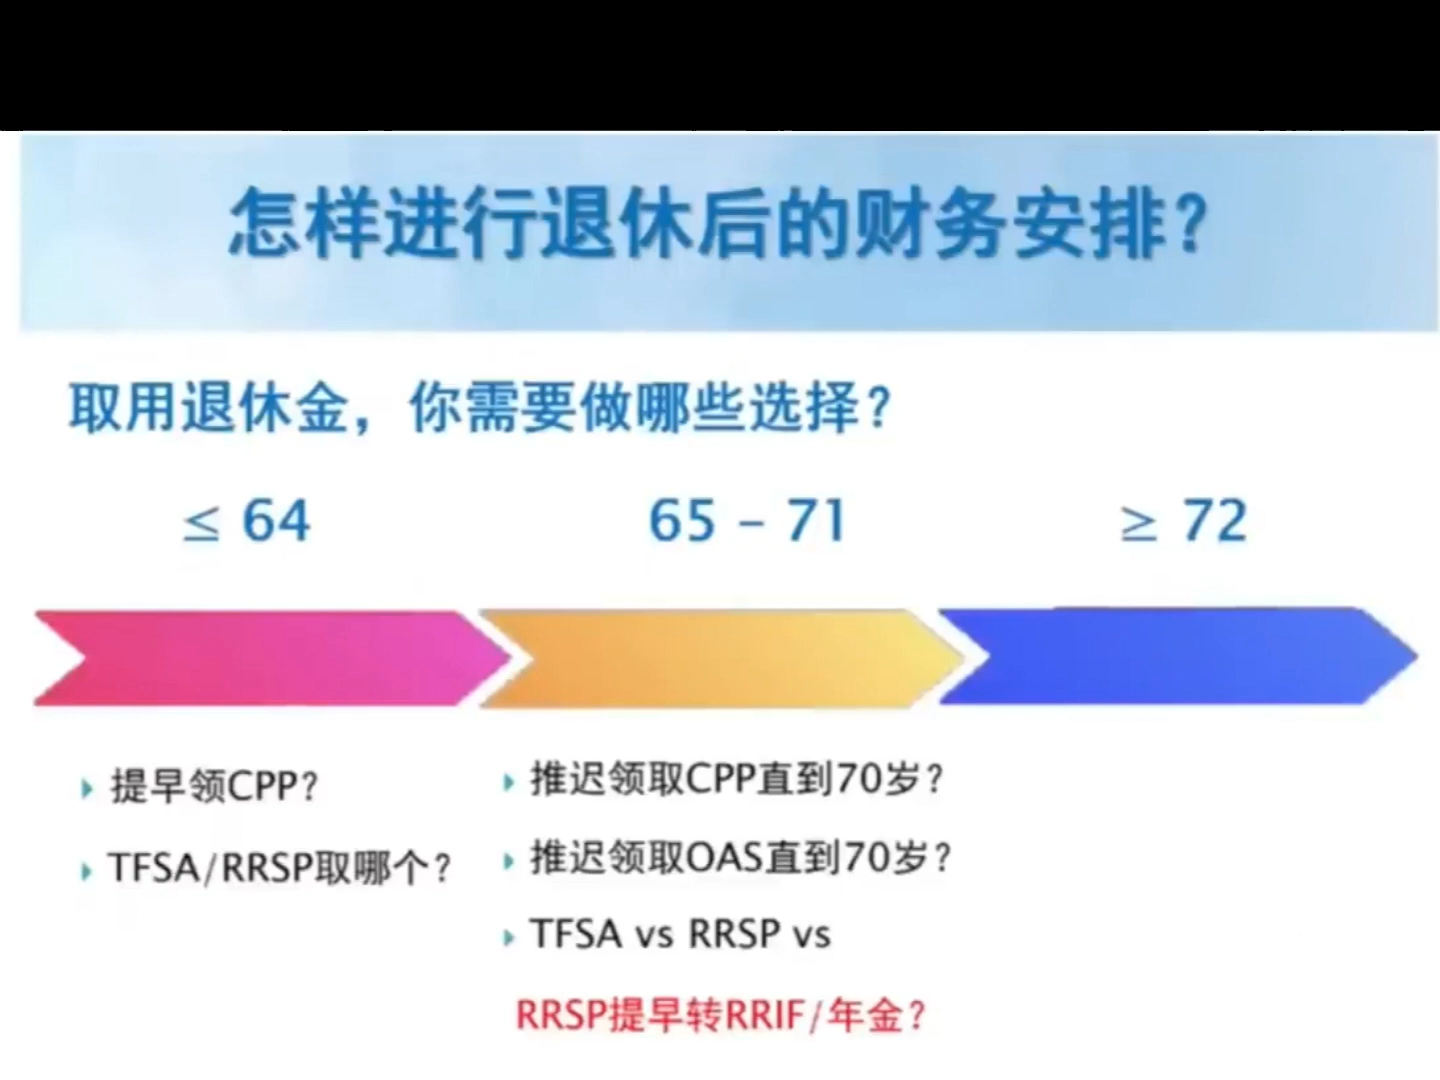 怎样进行退休后的财务安排？
取用退休金，你需要做哪些选择？
≤ 64
65 – 71
≥ 72
提早领CPP？
TFSA/RRSP取哪个？
推迟领取CPP直到70岁？
推迟领取OAS直到70岁？
TFSA vs RRSP vs
RRSP提早转RRIF/年金？